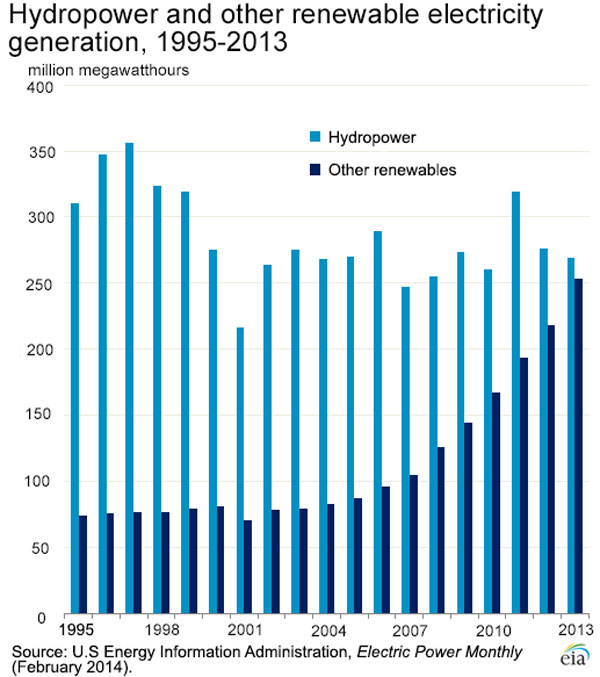 Hydropower and other renewable electricity
generation, 1995-2013
million megawatthours
400
350
300
250
200
150
100
50
0
Hydropower
Other renewables
1995 1998 2001 2004 2007 2010 2013
Source: U.S Energy Information Administration, Electric Power Monthly
(February 2014).
eia